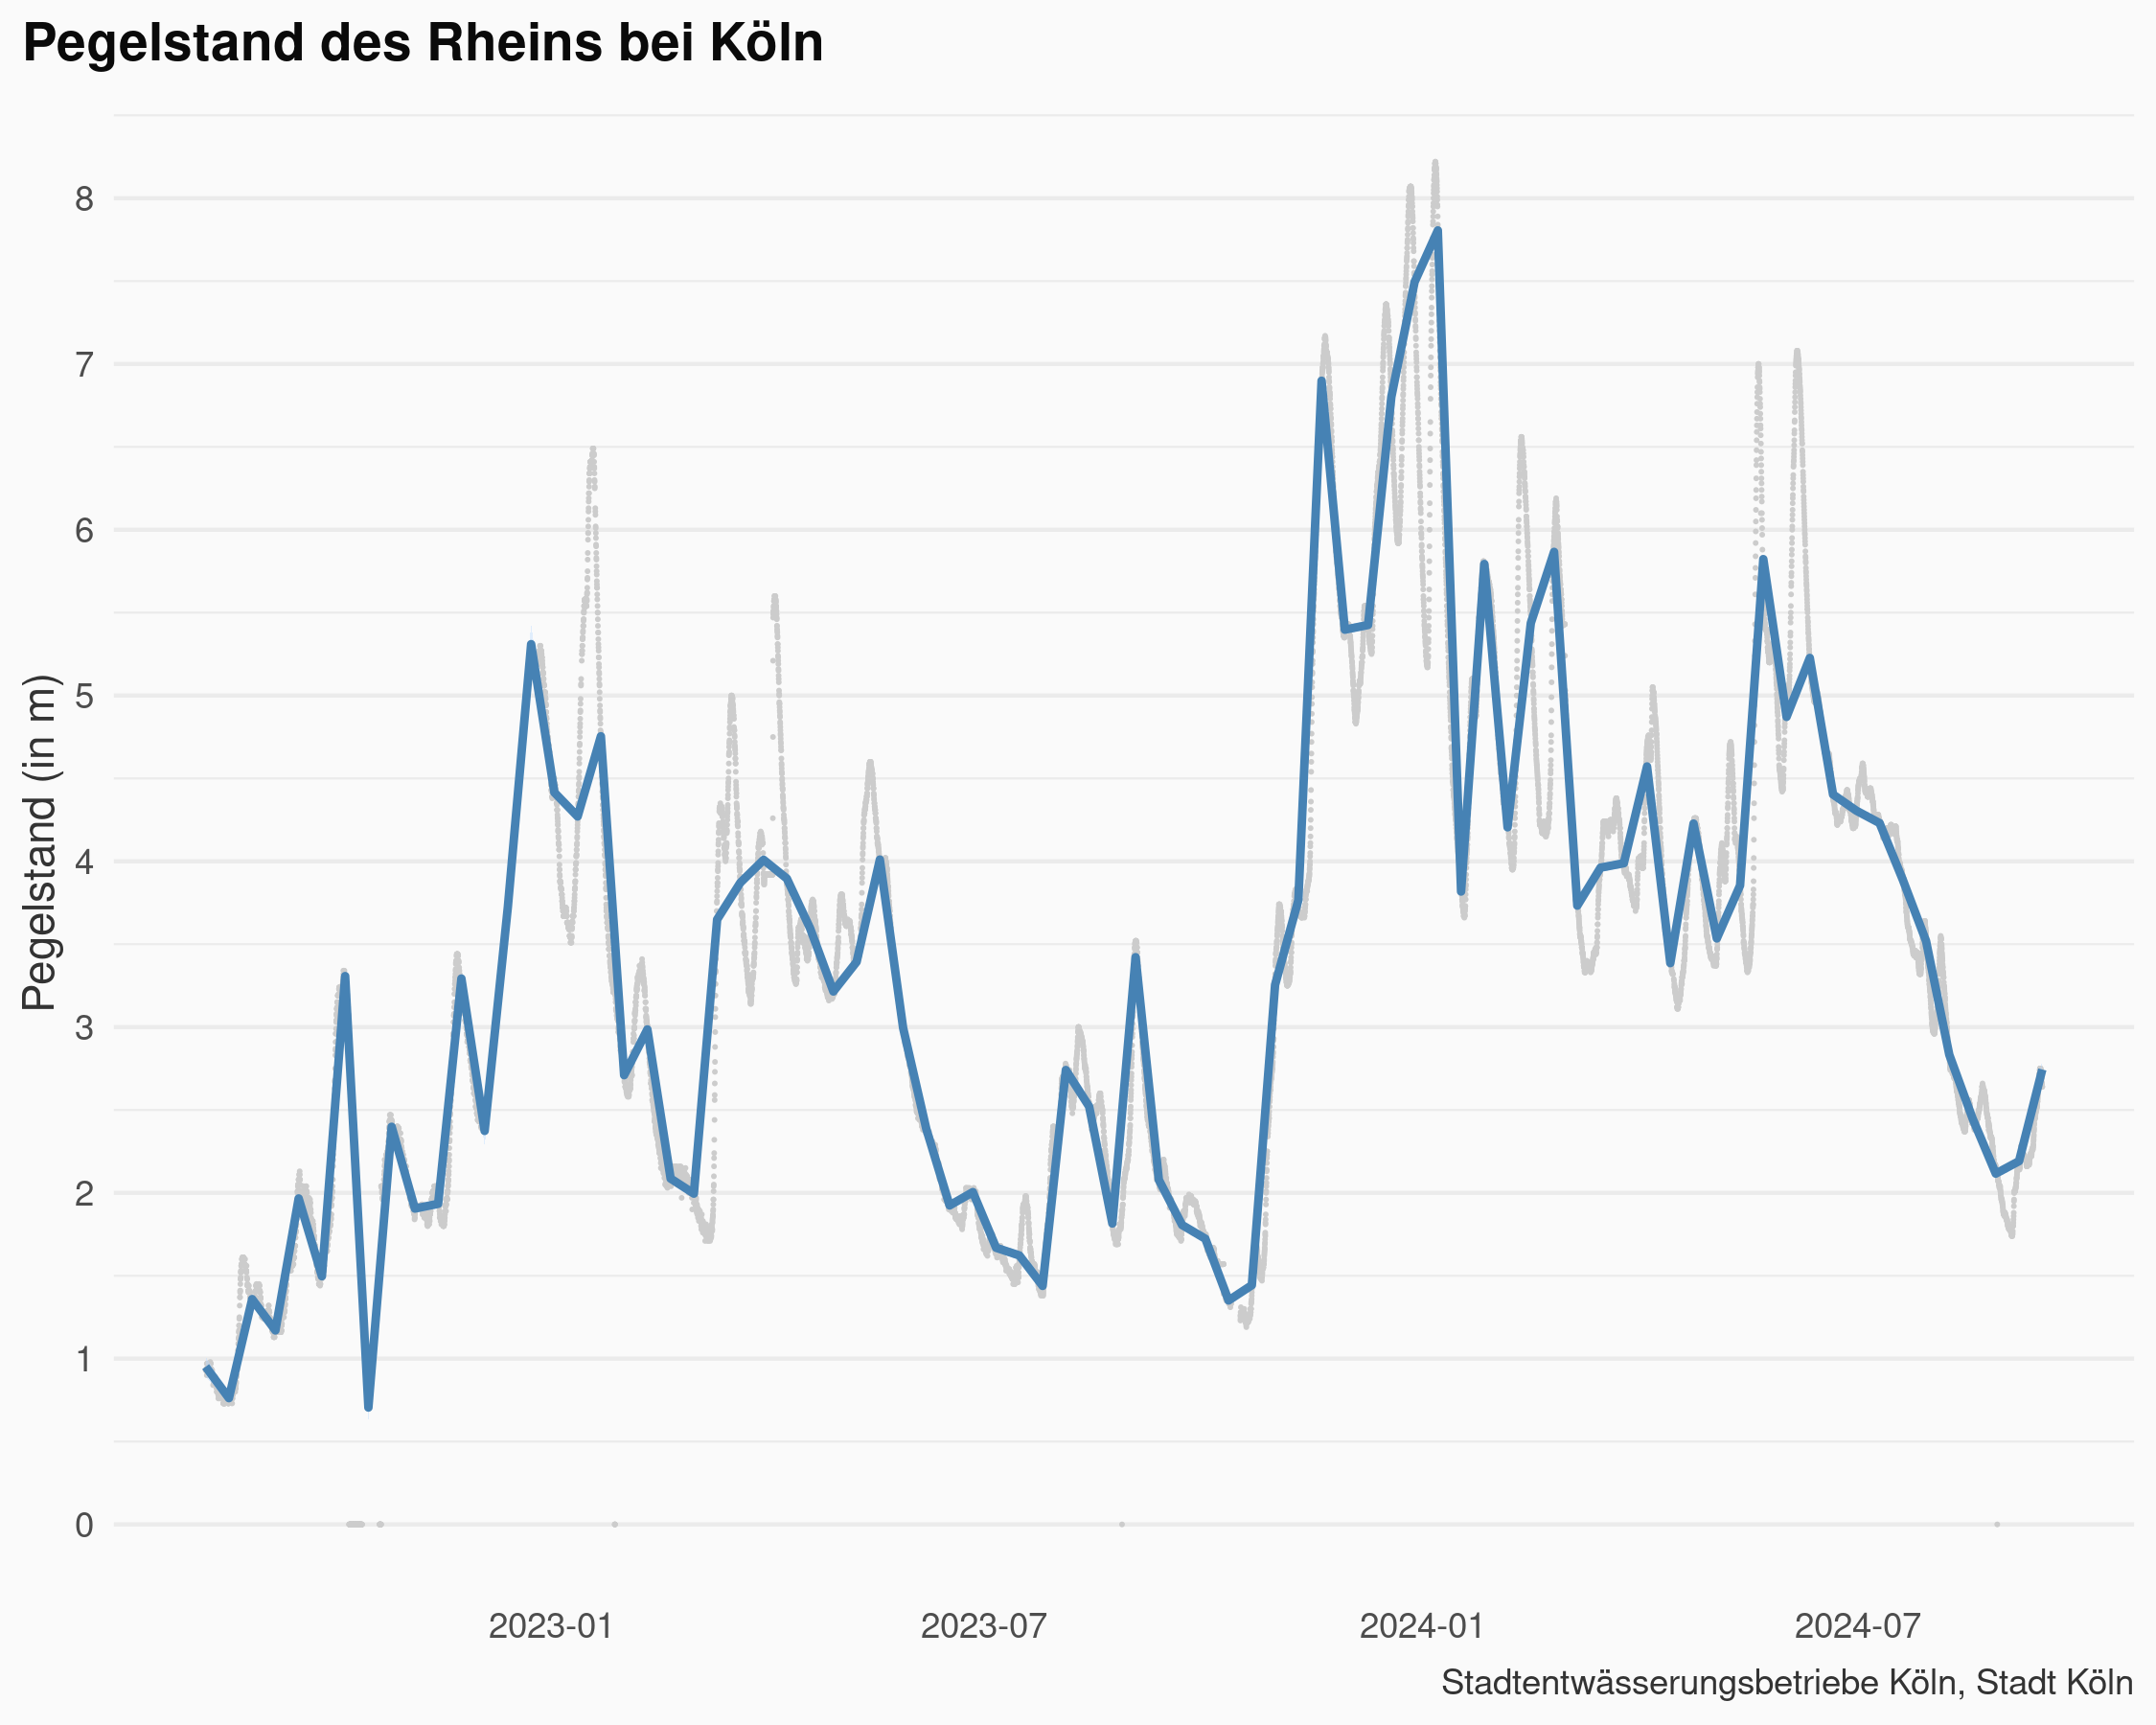 Pegelstand des Rheins bei Köln
Pegelstand (in m)
8
7
6
5
4
3
2
1
0
2023-01 2023-07 2024-01 2024-07
Stadtentwässerungsbetriebe Köln, Stadt Köln